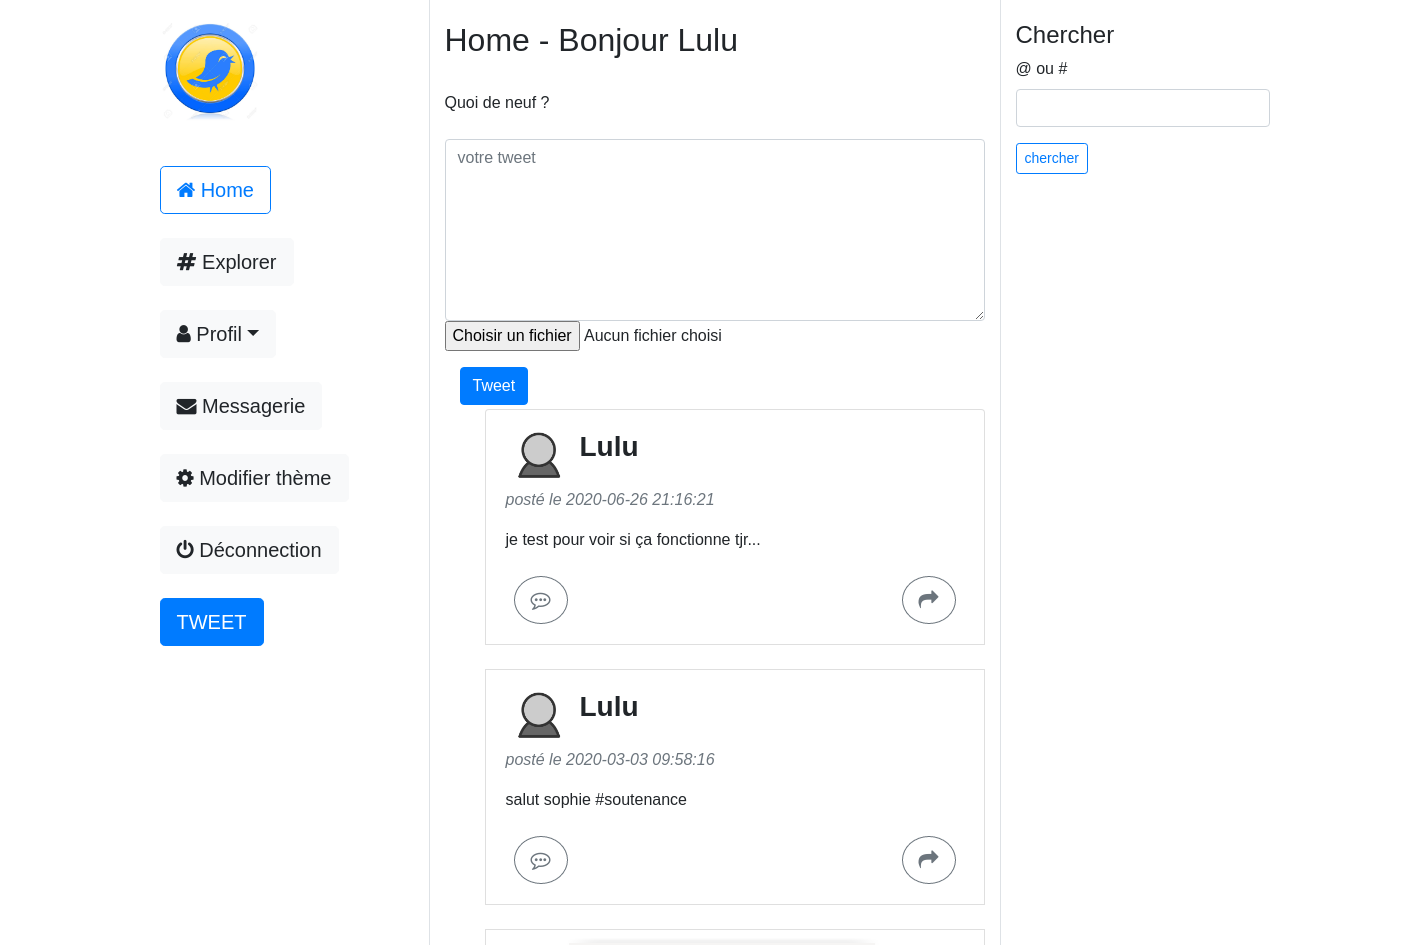 Home
# Explorer
Profil
Messagerie
Modifier thème
Déconnection
TWEET
Home - Bonjour Lulu
Quoi de neuf ?
votre tweet
Choisir un fichier Aucun fichier choisi
Tweet
Lulu
posté le 2020-06-26 21:16:21
je test pour voir si ça fonctionne tjr...
Lulu
posté le 2020-03-03 09:58:16
salut sophie #soutenance
Chercher
@ ou #
chercher